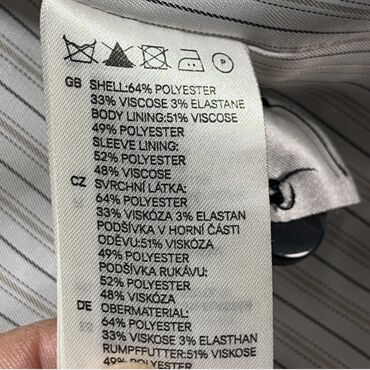 P
GB SHELL:64% POLYESTER
33% VISCOSE 3% ELASTANE
BODY LINING:51% VISCOSE
49% POLYESTER
SLEEVE LINING:
52% POLYESTER
48% VISCOSE
CZ SVRCHNÍ LÁTKA:
64% POLYESTER
33% VISKÓZA 3% ELASTAN
PODŠÍVKA V HORNÍ ČÁSTI
ODĚVU:51% VISKÓZA
49% POLYESTER
PODŠÍVKA RUKÁVU:
52% POLYESTER
48% VISKÓZA
DE OBERMATERIAL:
64% POLYESTER
33% VISKOSE 3% ELASTHAN
RUMPFFUTTER:51% VISKOSE
49% POLYESTER